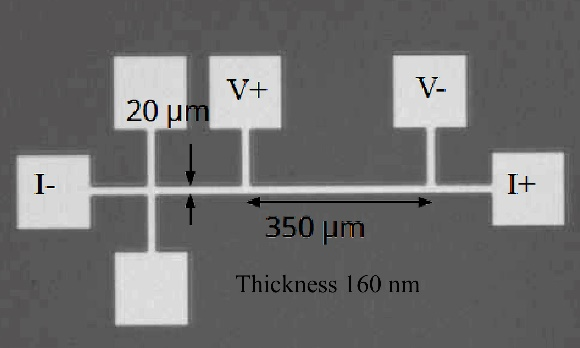 V+
V-
20 µm
I-
I+
350 µm
Thickness 160 nm